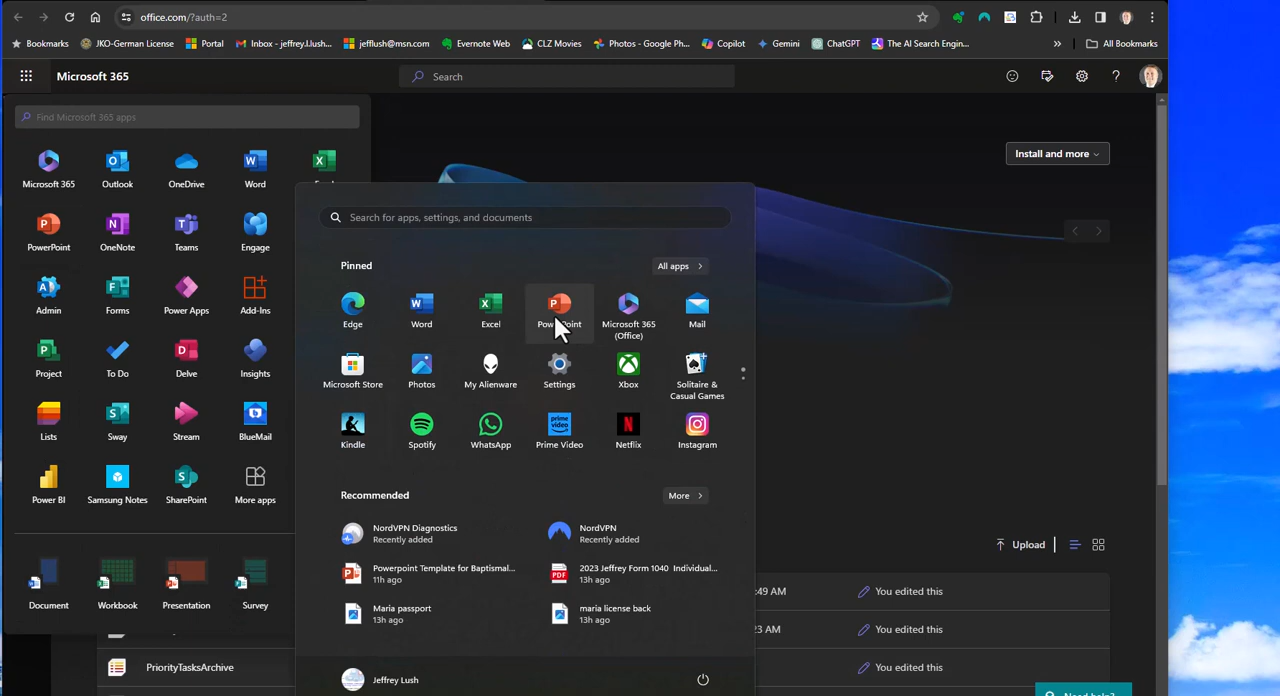 office.com/?auth=2
Bookmarks
JKO-German License
Portal
Inbox - jeffrey.l.lush...
jefflush@msn.com
Evernote Web
CLZ Movies
Photos - Google Ph...
Copilot
Gemini
ChatGPT
The AI Search Engin...
»
All Bookmarks
Microsoft 365
Search
Find Microsoft 365 apps
Install and more
Microsoft 365
Outlook
OneDrive
Word
PowerPoint
OneNote
Teams
Engage
Admin
Forms
Power Apps
Add-Ins
Project
To Do
Delve
Insights
Lists
Sway
Stream
BlueMail
Power BI
Samsung Notes
SharePoint
More apps
Document
Workbook
Presentation
Survey
Search for apps, settings, and documents
Pinned
All apps
Edge
Word
Excel
PowerPoint
Microsoft 365
(Office)
Mail
Microsoft Store
Photos
My Alienware
Settings
Xbox
Solitaire &
Casual Games
Kindle
Spotify
WhatsApp
Prime Video
Netflix
Instagram
Recommended
More
NordVPN Diagnostics
Recently added
NordVPN
Recently added
Powerpoint Template for Baptismal...
11h ago
2023 Jeffrey Form 1040 Individual...
13h ago
Maria passport
13h ago
maria license back
13h ago
Jeffrey Lush
Upload
:49 AM
You edited this
23 AM
You edited this
PriorityTasksArchive
You edited this
Need help?